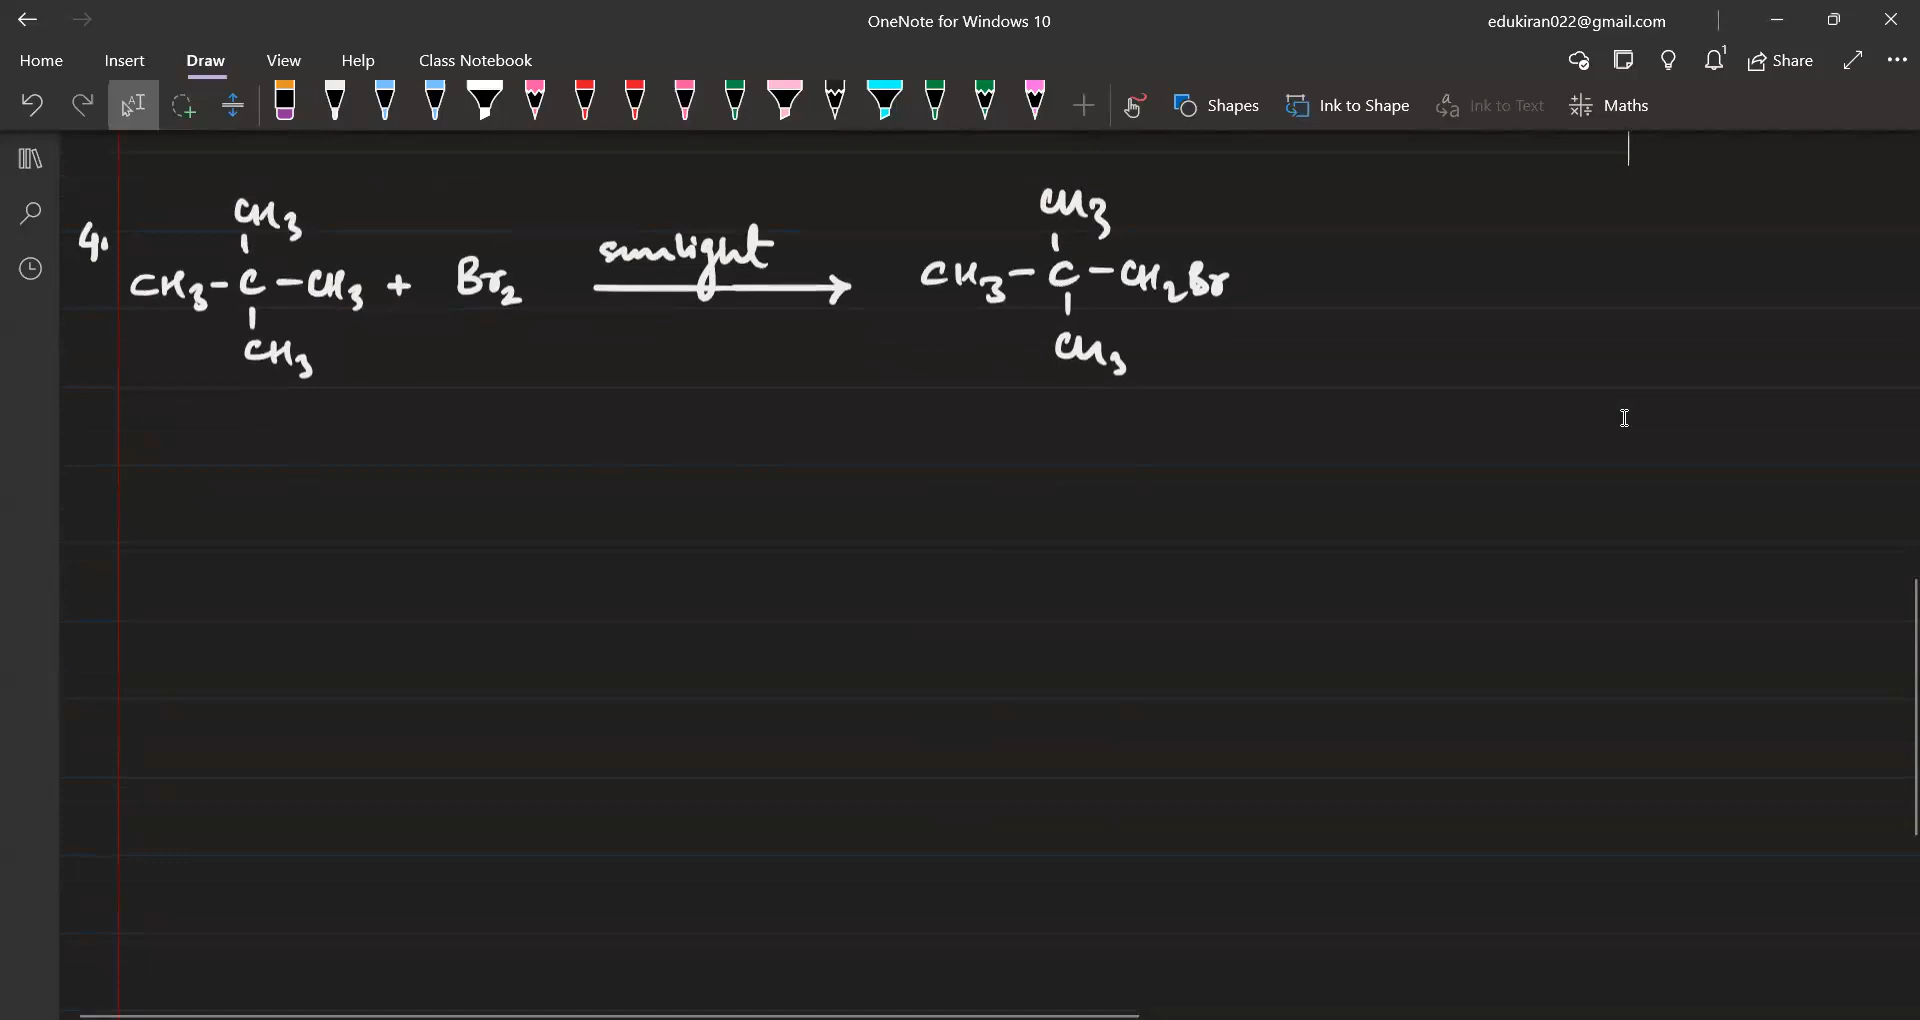 OneNote for Windows 10
edukiran022@gmail.com
Home Insert Draw View Help Class Notebook
1
Share
Shapes Ink to Shape Ink to Text Maths
4.
CH3 CH3
CH3-C-CH3 + Br2 sunlight CH3-C-CH2Br
CH3 CH3